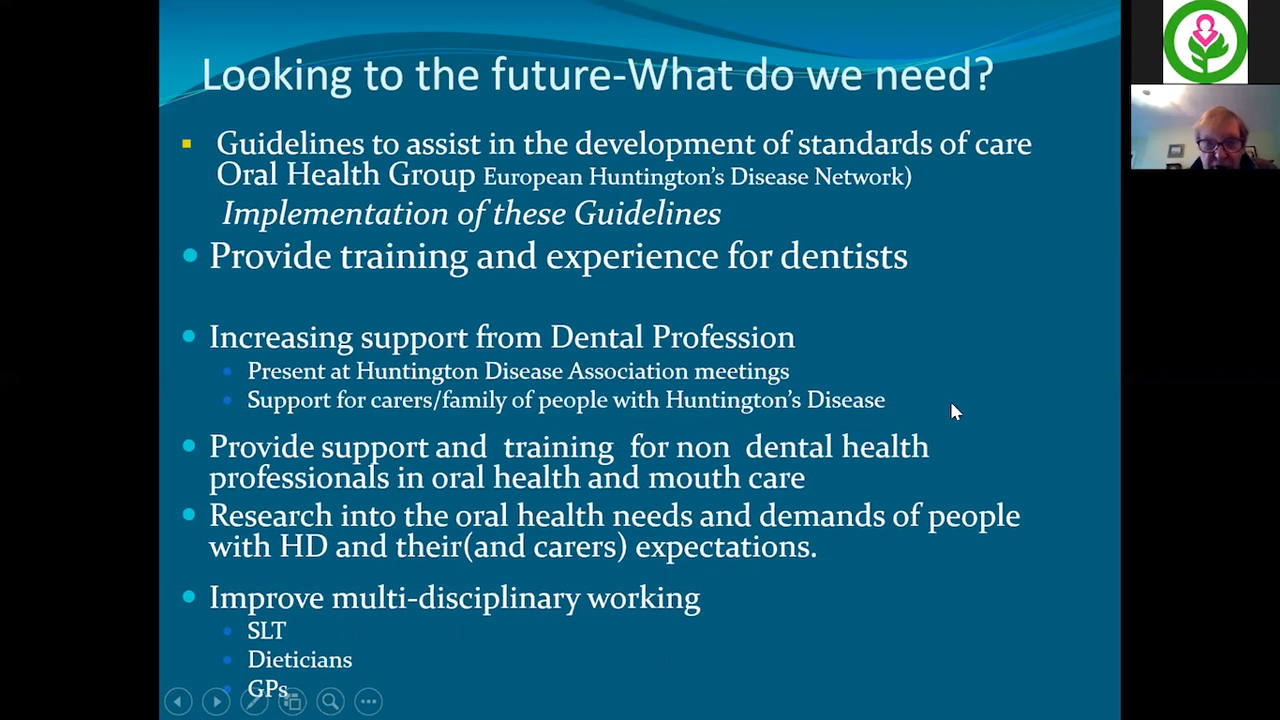 Looking to the future-What do we need?
Guidelines to assist in the development of standards of care
Oral Health Group European Huntington's Disease Network)
Implementation of these Guidelines
Provide training and experience for dentists
Increasing support from Dental Profession
Present at Huntington Disease Association meetings
Support for carers/family of people with Huntington's Disease
Provide support and training for non dental health
professionals in oral health and mouth care
Research into the oral health needs and demands of people
with HD and their(and carers) expectations.
Improve multi-disciplinary working
SLT
Dieticians
GPs